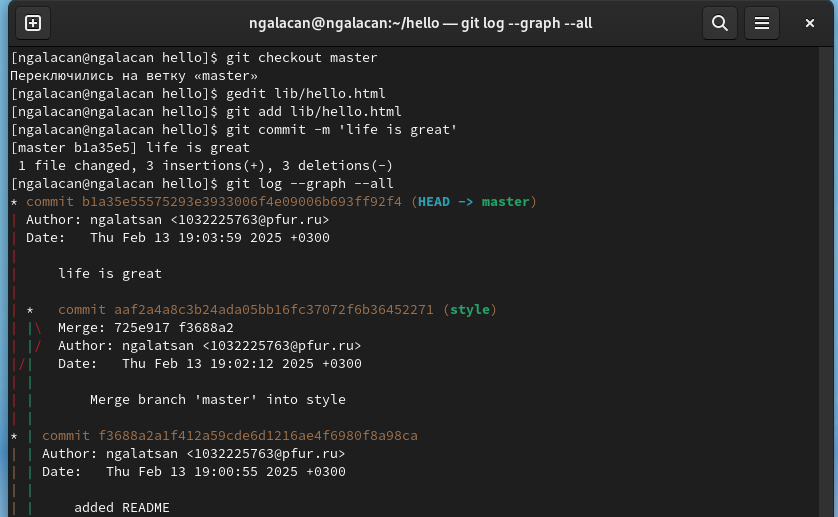 ngalacan@ngalacan:~/hello — git log --graph --all
[ngalacan@ngalacan hello]$ git checkout master
Переключились на ветку «master»
[ngalacan@ngalacan hello]$ gedit lib/hello.html
[ngalacan@ngalacan hello]$ git add lib/hello.html
[ngalacan@ngalacan hello]$ git commit -m 'life is great'
[master b1a35e5] life is great
 1 file changed, 3 insertions(+), 3 deletions(-)
[ngalacan@ngalacan hello]$ git log --graph --all
* commit b1a35e55575293e3933006f4e09006b693ff92f4 (HEAD -> master)
| Author: ngalatsan <1032225763@pfur.ru>
| Date:   Thu Feb 13 19:03:59 2025 +0300
|
|     life is great
|
| *   commit aaf2a4a8c3b24ada05bb16fc37072f6b36452271 (style)
| |\  Merge: 725e917 f3688a2
| |/  Author: ngalatsan <1032225763@pfur.ru>
|/|   Date:   Thu Feb 13 19:02:12 2025 +0300
| |
| |       Merge branch 'master' into style
| |
* | commit f3688a2a1f412a59cde6d1216ae4f6980f8a98ca
| | Author: ngalatsan <1032225763@pfur.ru>
| | Date:   Thu Feb 13 19:00:55 2025 +0300
| |
| |     added README